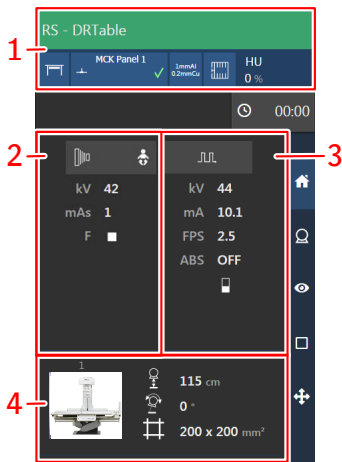 RS - DRTable
1
MCK Panel 1
1mmAl
0.2mmCu
HU
0 %
00:00
2
3
kV 42
mAs 1
F
kV 44
mA 10.1
FPS 2.5
ABS OFF
4
1
115 cm
0 °
200 x 200 mm²